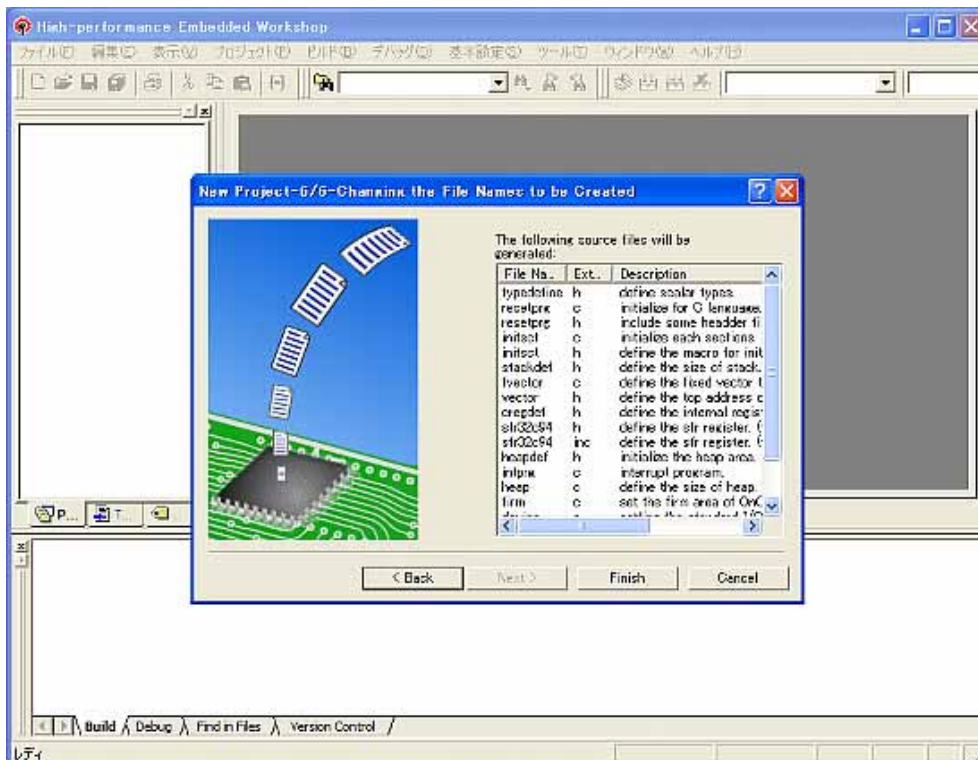 High-performance Embedded Workshop
ファイル(F) 編集(E) 表示(V) プロジェクト(P) ビルド(B) デバッグ(D) 基本設定(S) ツール(T) ウィンドウ(W) ヘルプ(H)
New Project-6/6-Changing the File Names to be Created
The following source files will be
generated:
File Na... Ext... Description
typedefine h define scalar types.
resetprg c initialize for C language.
resetprg h include some headder fi
initsct c initialize each sections.
initsct h define the macro for init
stackdef h define the size of stack.
fvector c define the fixed vector t
vector h define the top address o
cregdef h define the internal regis
sfr32c94 h define the sfr register. (
sfr32c94 inc define the sfr register. (
heapdef h initialize the heap area.
intprg c interrupt program.
heap c define the size of heap.
firm c set the firm area of OnC
P... T...
< Back Next > Finish Cancel
Build Debug Find in Files Version Control
レディ